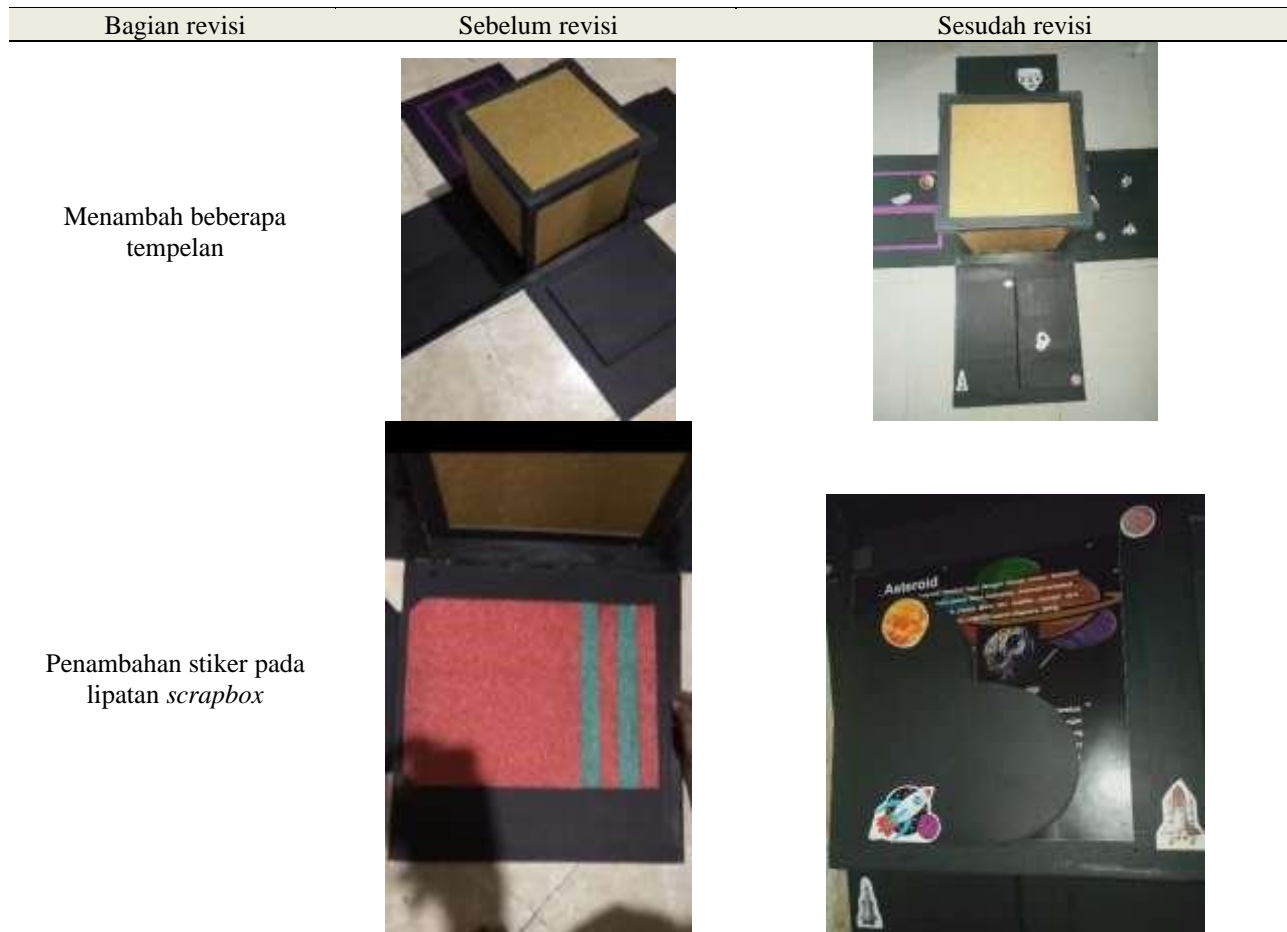 Bagian revisi Sebelum revisi Sesudah revisi
Menambah beberapa
tempelan
Penambahan stiker pada
lipatan scrapbox
Asteroid